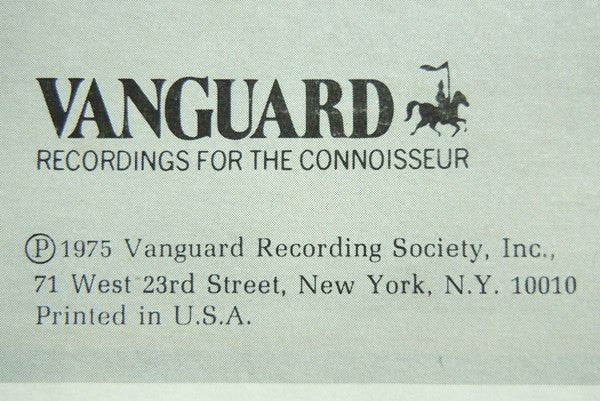 VANGUARD
RECORDINGS FOR THE CONNOISSEUR
Ⓟ 1975 Vanguard Recording Society, Inc.,
71 West 23rd Street, New York, N.Y. 10010
Printed in U.S.A.